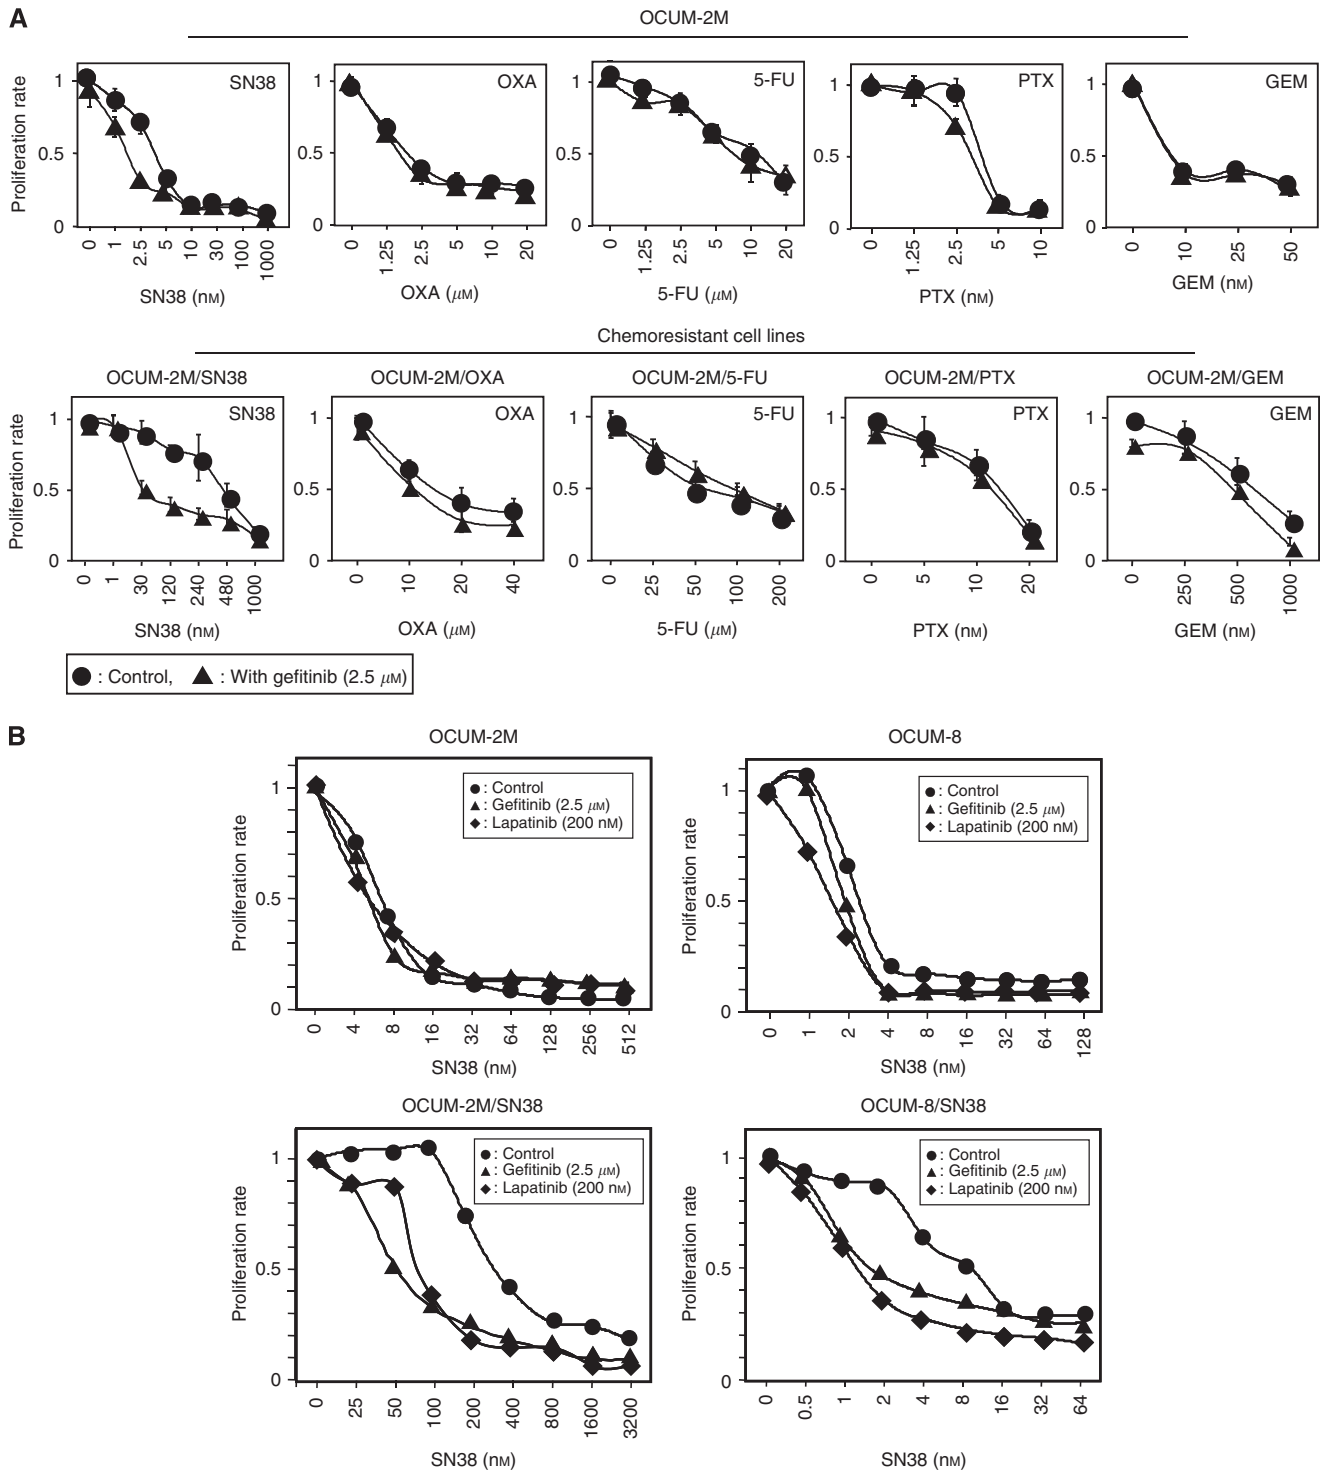 A
OCUM-2M
Proliferation rate
1
0.5
0
SN38
0 1 2.5 5 10 30 100 1000
SN38 (nM)
1
0.5
0
OXA
0 1.25 2.5 5 10 20
OXA (μM)
1
0.5
0
5-FU
0 1.25 2.5 5 10 20
5-FU (μM)
1
0.5
0
PTX
0 1.25 2.5 5 10
PTX (nM)
1
0.5
0
GEM
0 10 25 50
GEM (nM)
Chemoresistant cell lines
OCUM-2M/SN38
Proliferation rate
1
0.5
0
SN38
0 1 30 120 240 480 1000
SN38 (nM)
OCUM-2M/OXA
1
0.5
0
OXA
0 10 20 40
OXA (μM)
OCUM-2M/5-FU
1
0.5
0
5-FU
0 25 50 100 200
5-FU (μM)
OCUM-2M/PTX
1
0.5
0
PTX
0 5 10 20
PTX (nM)
OCUM-2M/GEM
1
0.5
0
GEM
0 250 500 1000
GEM (nM)
: Control, : With gefitinib (2.5 μM)
B
OCUM-2M
Proliferation rate
1
0.5
0
: Control
: Gefitinib (2.5 μM)
: Lapatinib (200 nM)
0 4 8 16 32 64 128 256 512
SN38 (nM)
OCUM-8
Proliferation rate
1
0.5
0
: Control
: Gefitinib (2.5 μM)
: Lapatinib (200 nM)
0 1 2 4 8 16 32 64 128
SN38 (nM)
OCUM-2M/SN38
Proliferation rate
1
0.5
0
: Control
: Gefitinib (2.5 μM)
: Lapatinib (200 nM)
0 25 50 100 200 400 800 1600 3200
SN38 (nM)
OCUM-8/SN38
Proliferation rate
1
0.5
0
: Control
: Gefitinib (2.5 μM)
: Lapatinib (200 nM)
0 0.5 1 2 4 8 16 32 64
SN38 (nM)